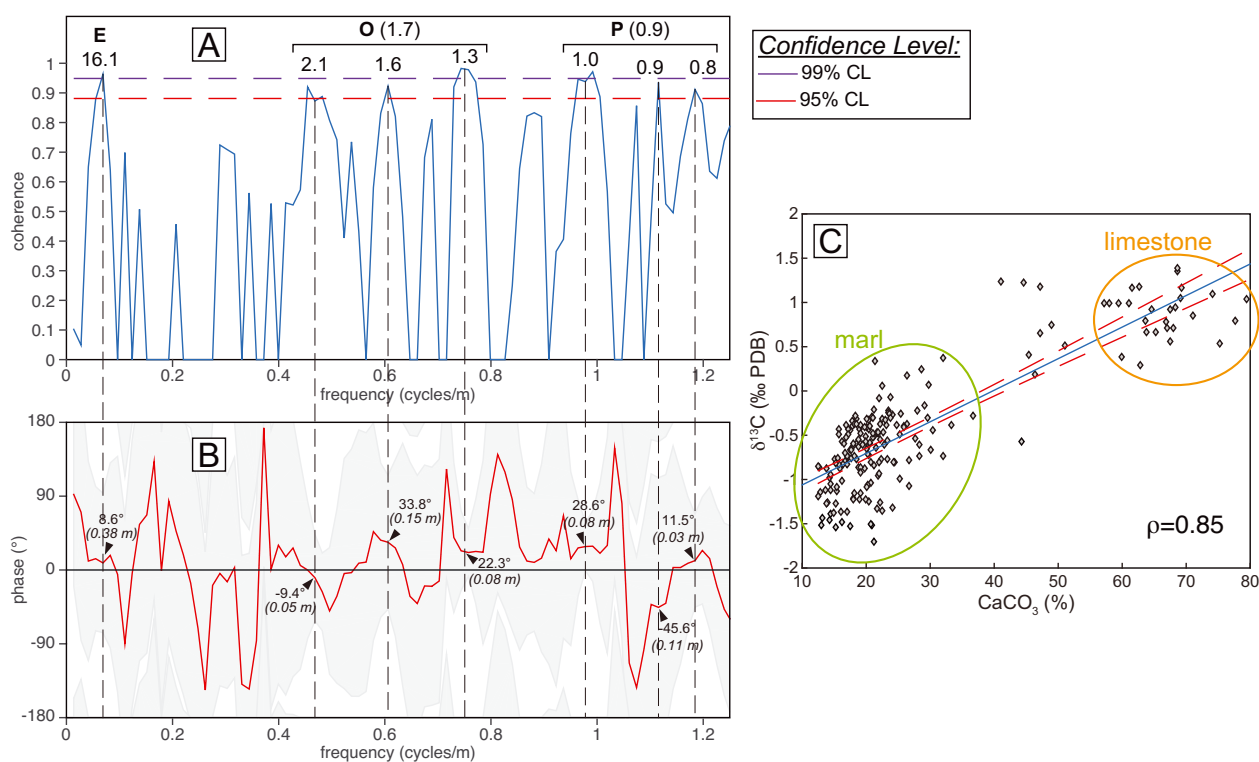 A
E
O (1.7)
P (0.9)
16.1
2.1
1.6
1.3
1.0
0.9
0.8
1
0.9
0.8
0.7
0.6
0.5
0.4
0.3
0.2
0.1
0
coherence
0 0.2 0.4 0.6 0.8 1 1.2
frequency (cycles/m)
Confidence Level:
99% CL
95% CL
B
180
90
0
-90
-180
phase (°)
8.6°
(0.38 m)
-9.4°
(0.05 m)
33.8°
(0.15 m)
22.3°
(0.08 m)
28.6°
(0.08 m)
11.5°
(0.03 m)
-45.6°
(0.11 m)
0 0.2 0.4 0.6 0.8 1 1.2
frequency (cycles/m)
C
2
1.5
1
0.5
0
-0.5
-1
-1.5
-2
δ¹³C (‰ PDB)
limestone
marl
ρ=0.85
10 20 30 40 50 60 70 80
CaCO₃ (%)